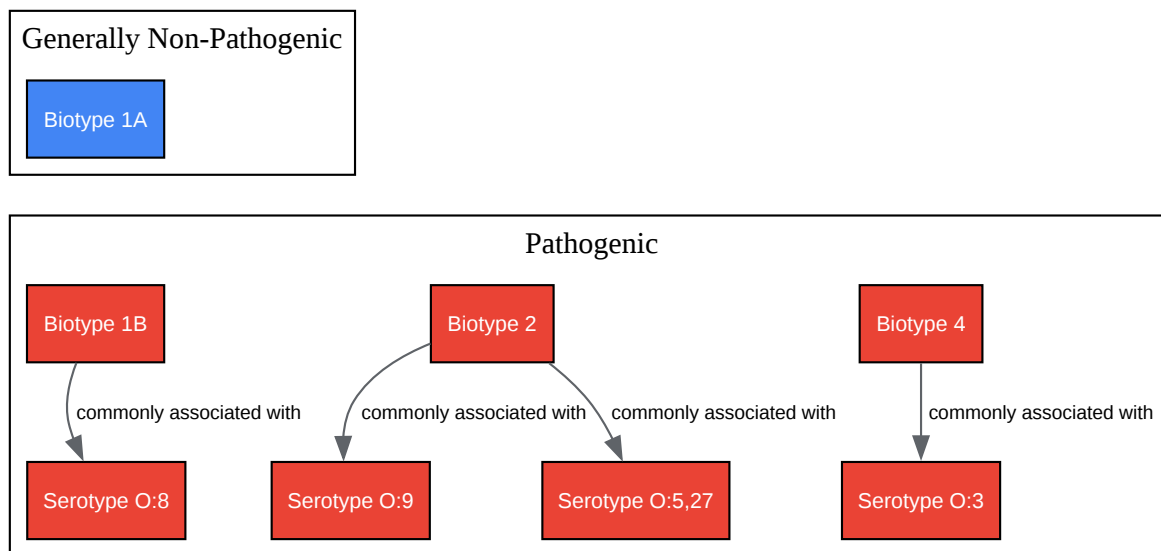 Generally Non-Pathogenic
Biotype 1A
Pathogenic
Biotype 1B
Biotype 2
Biotype 4
commonly associated with
commonly associated with
commonly associated with
commonly associated with
Serotype O:8
Serotype O:9
Serotype O:5,27
Serotype O:3